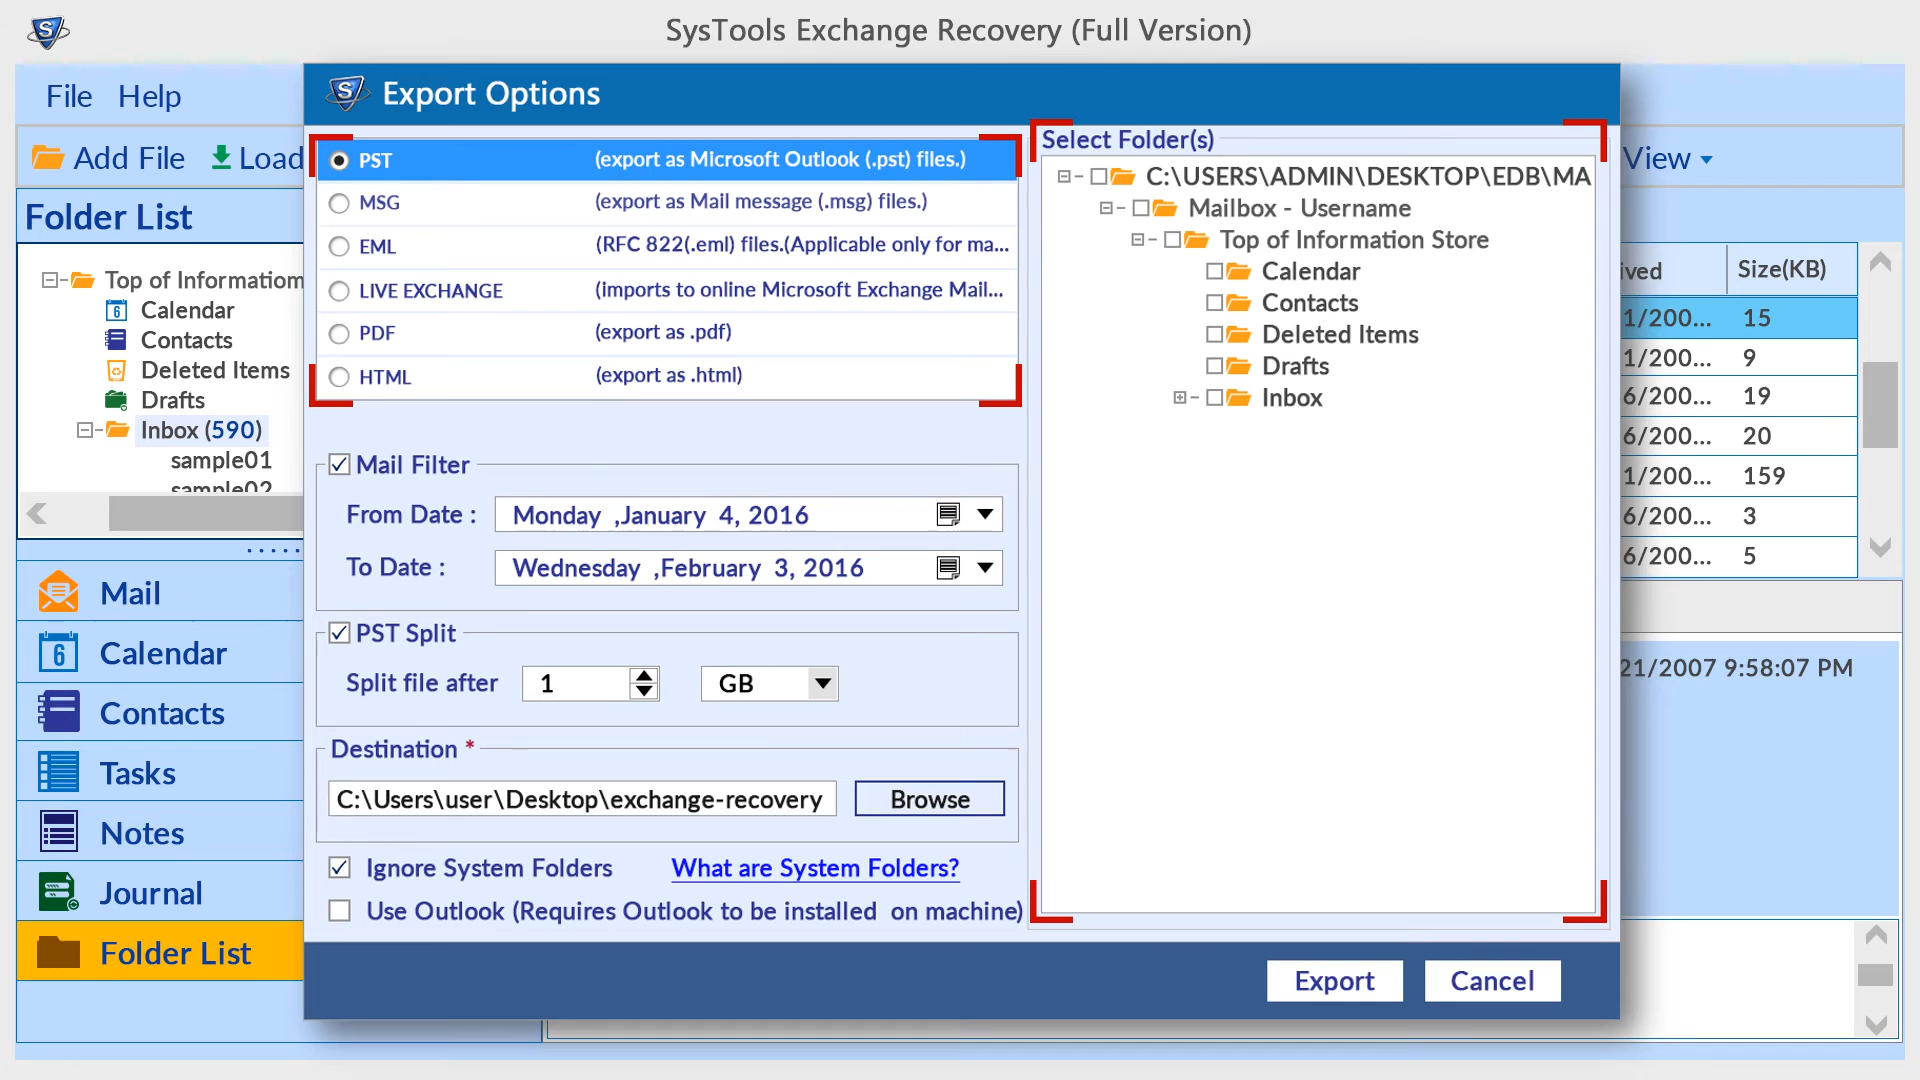 SysTools Exchange Recovery (Full Version)
File Help
Export Options
Add File Load
View
Folder List
Top of Information
Calendar
Contacts
Deleted Items
Drafts
Inbox (590)
sample01
sample02
Mail
Calendar
Contacts
Tasks
Notes
Journal
Folder List
PST (export as Microsoft Outlook (.pst) files.)
MSG (export as Mail message (.msg) files.)
EML (RFC 822(.eml) files.(Applicable only for ma...
LIVE EXCHANGE (imports to online Microsoft Exchange Mail...
PDF (export as .pdf)
HTML (export as .html)
Mail Filter
From Date : Monday ,January 4, 2016
To Date : Wednesday ,February 3, 2016
PST Split
Split file after 1 GB
Destination *
C:\Users\user\Desktop\exchange-recovery Browse
Ignore System Folders What are System Folders?
Use Outlook (Requires Outlook to be installed on machine)
Select Folder(s)
C:\USERS\ADMIN\DESKTOP\EDB\MA
Mailbox - Username
Top of Information Store
Calendar
Contacts
Deleted Items
Drafts
Inbox
Export Cancel
ived Size(KB)
1/200... 15
1/200... 9
6/200... 19
6/200... 20
1/200... 159
6/200... 3
6/200... 5
21/2007 9:58:07 PM